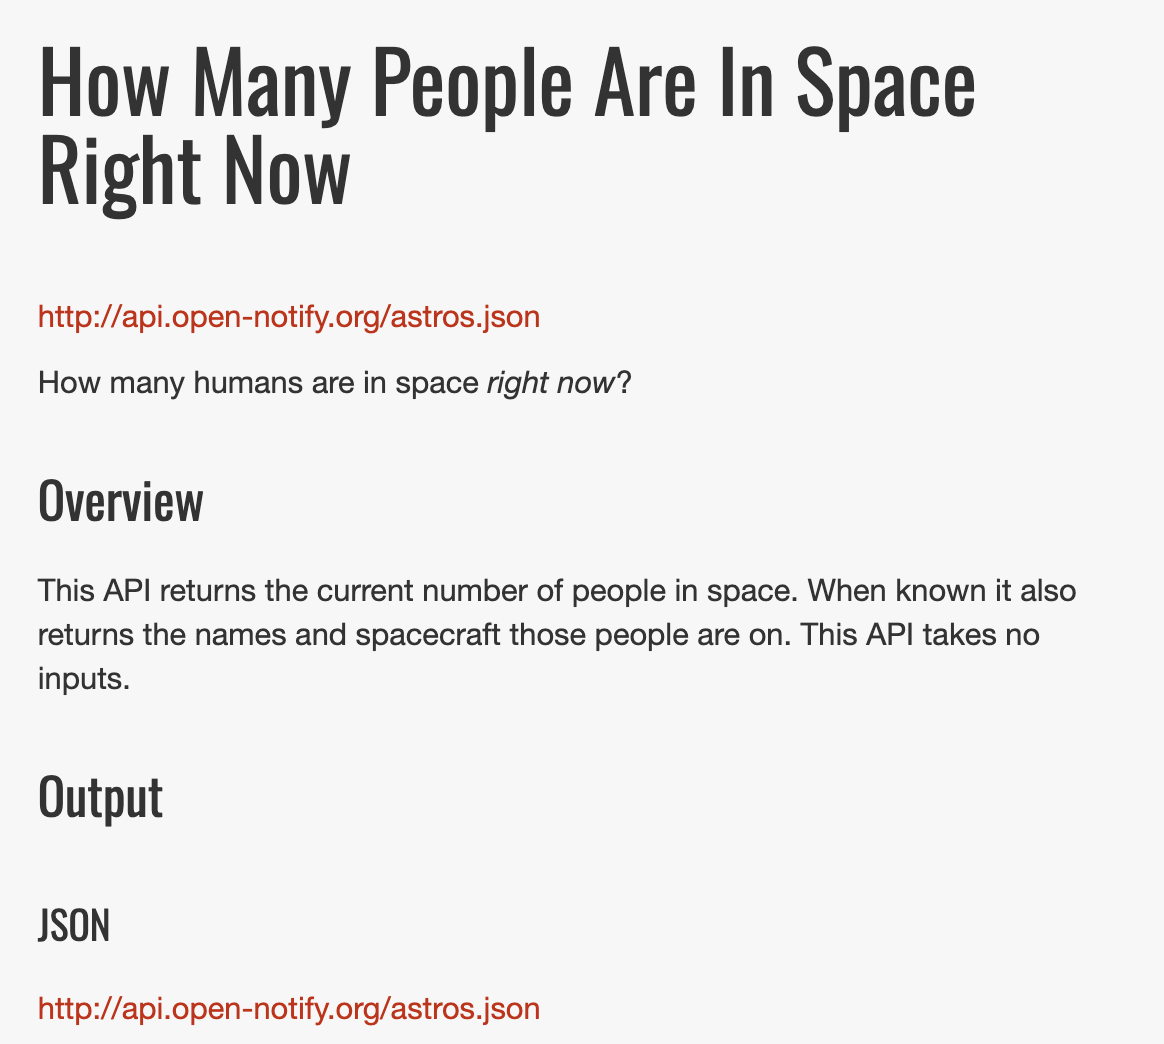 How Many People Are In Space
Right Now
http://api.open-notify.org/astros.json
How many humans are in space right now?
Overview
This API returns the current number of people in space. When known it also
returns the names and spacecraft those people are on. This API takes no
inputs.
Output
JSON
http://api.open-notify.org/astros.json